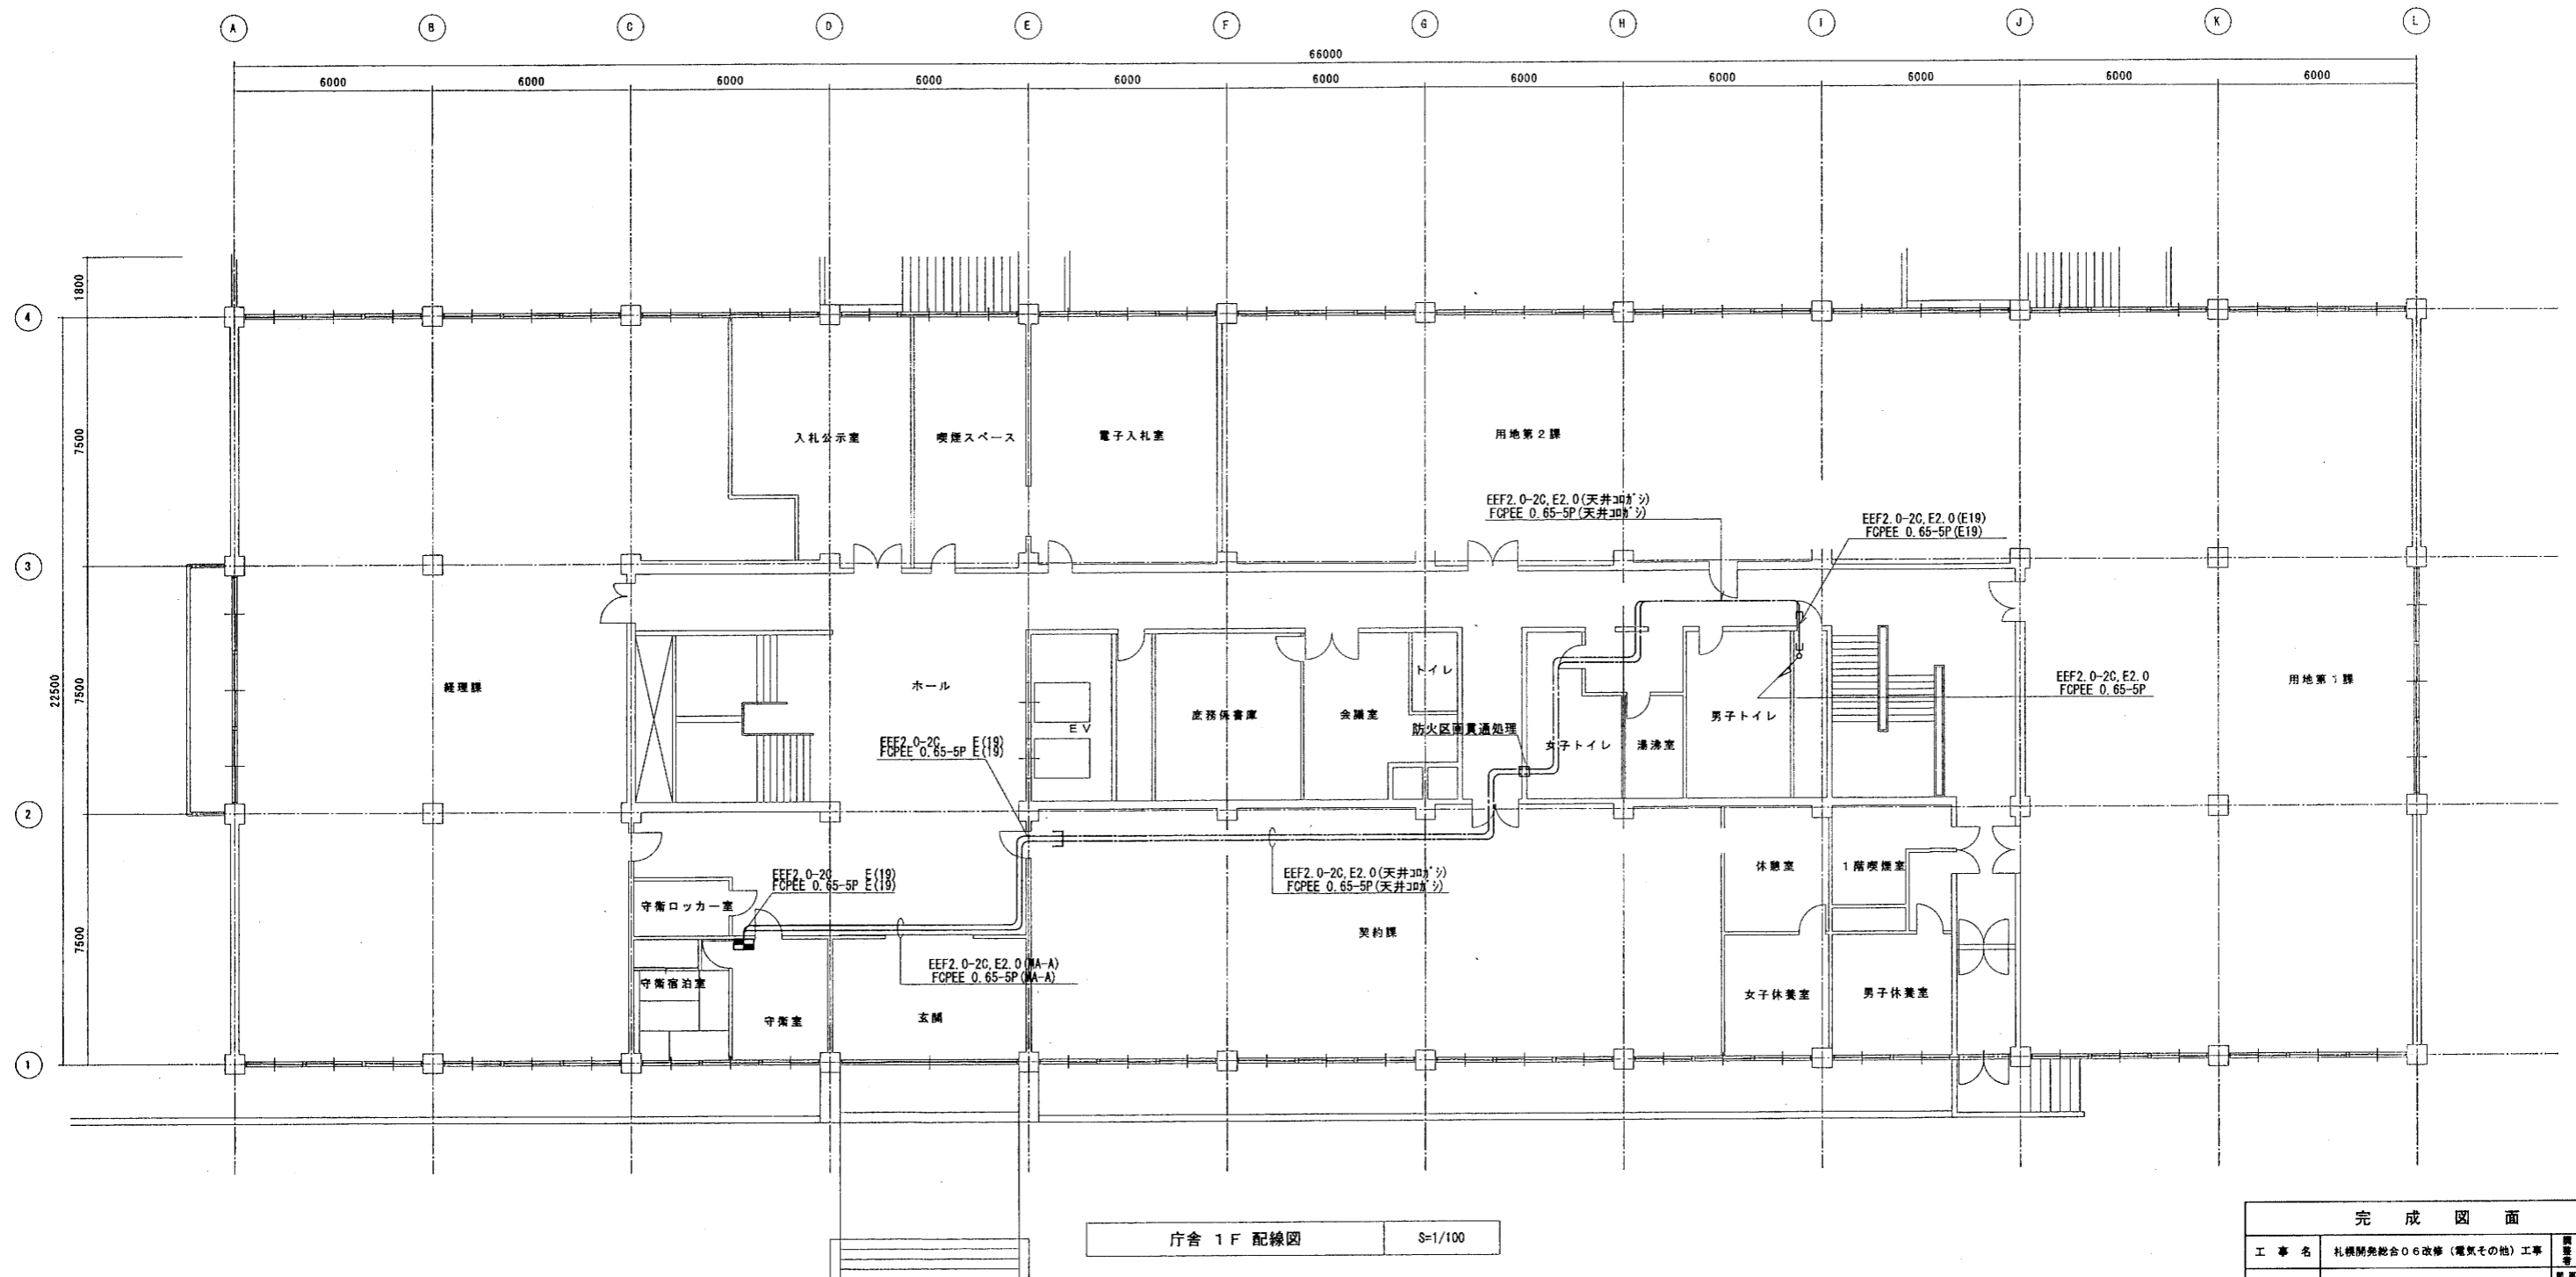 A B C D E F G H I J K L
66000
6000 6000 6000 6000 6000 6000 6000 6000 6000 6000 6000
1800
4
7500
入札公示室
喫煙スペース
電子入札室
用地第2課
EEF2.0-2C,E2.0(天井ｺﾛｶﾞｼ)
FCPEE 0.65-5P(天井ｺﾛｶﾞｼ)
EEF2.0-2C,E2.0(E19)
FCPEE 0.65-5P(E19)
3
22500
7500
経理課
ホール
EV
庶務係書庫
会議室
トイレ
女子トイレ
湯沸室
男子トイレ
EEF2.0-2C,E2.0
FCPEE 0.65-5P
用地第1課
防火区画貫通処理
EEF2.0-2C E(19)
FCPEE 0.65-5P E(19)
2
7500
EEF2.0-2C E(19)
FCPEE 0.65-5P E(19)
守衛ロッカー室
EEF2.0-2C,E2.0(天井ｺﾛｶﾞｼ)
FCPEE 0.65-5P(天井ｺﾛｶﾞｼ)
休憩室
1階喫煙室
契約課
EEF2.0-2C,E2.0(MA-A)
FCPEE 0.65-5P(MA-A)
守衛宿泊室
守衛室
玄関
女子休養室
男子休養室
1
庁舎 1F 配線図
S=1/100
完成図面
工事名
札幌開発総合06改修(電気その他)工事